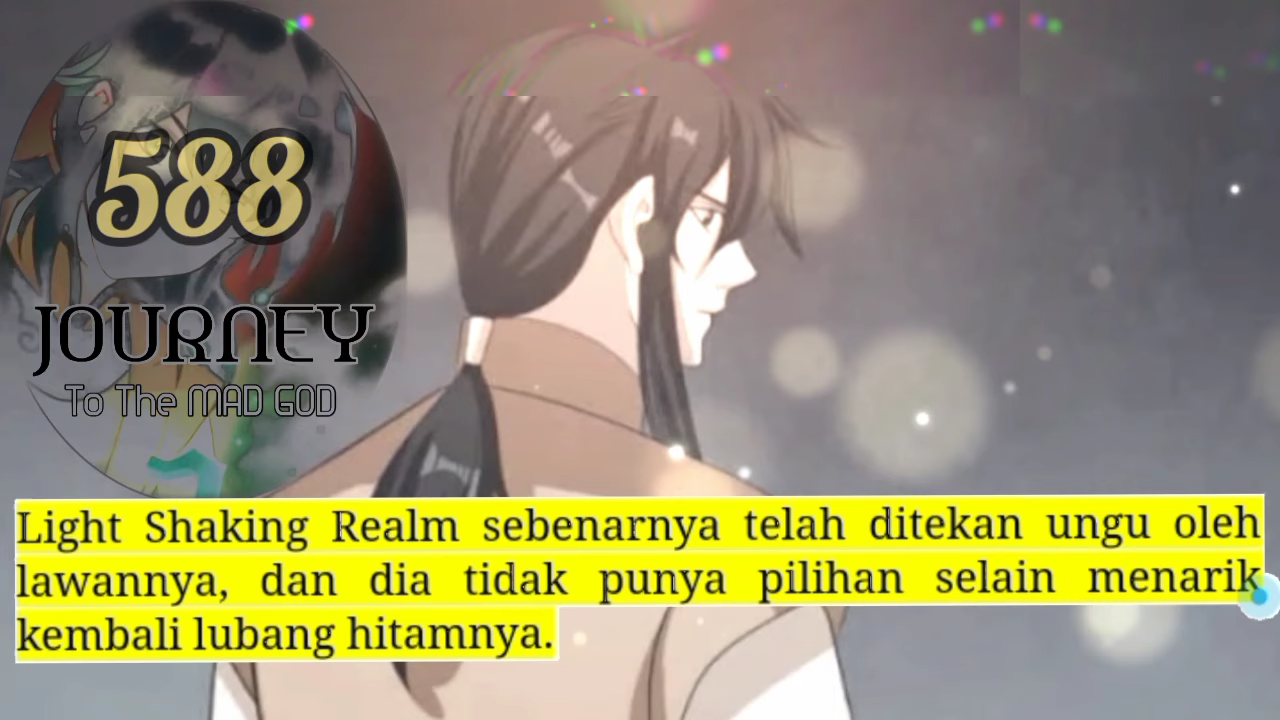 588
JOURNEY
To The MAD GOD
Light Shaking Realm sebenarnya telah ditekan ungu oleh
lawannya, dan dia tidak punya pilihan selain menarik
kembali lubang hitamnya.